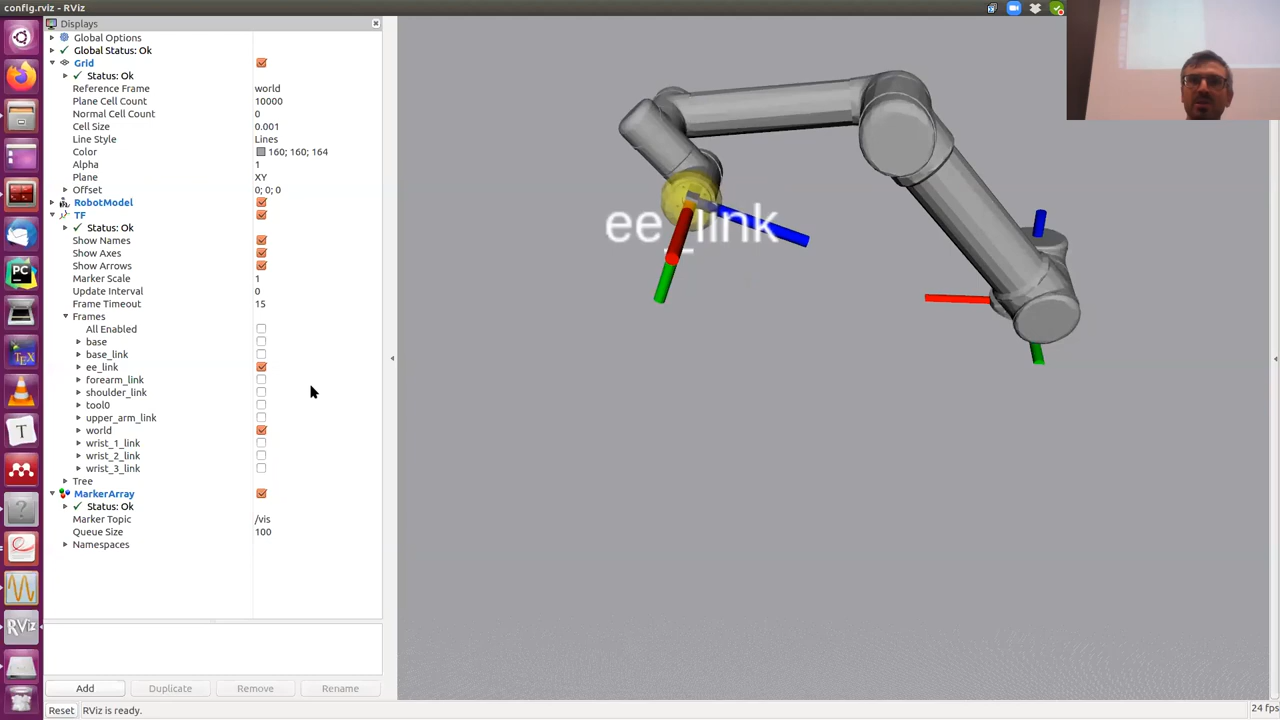 config.rviz - RViz
Displays
Global Options
Global Status: Ok
Grid
Status: Ok
Reference Frame world
Plane Cell Count 10000
Normal Cell Count 0
Cell Size 0.001
Line Style Lines
Color 160; 160; 164
Alpha 1
Plane XY
Offset 0; 0; 0
RobotModel
TF
Status: Ok
Show Names
Show Axes
Show Arrows
Marker Scale 1
Update Interval 0
Frame Timeout 15
Frames
All Enabled
base
base_link
ee_link
forearm_link
shoulder_link
tool0
upper_arm_link
world
wrist_1_link
wrist_2_link
wrist_3_link
Tree
MarkerArray
Status: Ok
Marker Topic /vis
Queue Size 100
Namespaces
Add Duplicate Remove Rename
Reset RViz is ready.
24 fps
ee_link
PC
TEX
T
RViz